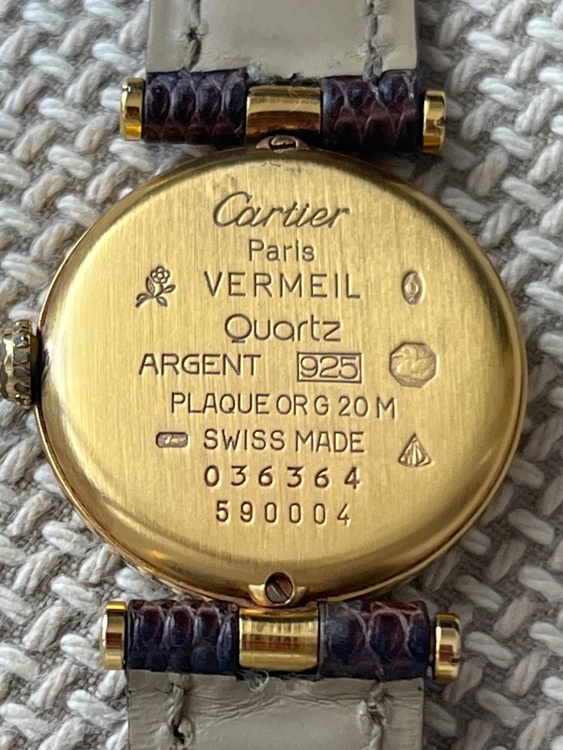 Cartier
Paris
VERMEIL
Quartz
ARGENT 925
PLAQUE OR G 20 M
SWISS MADE
036364
590004